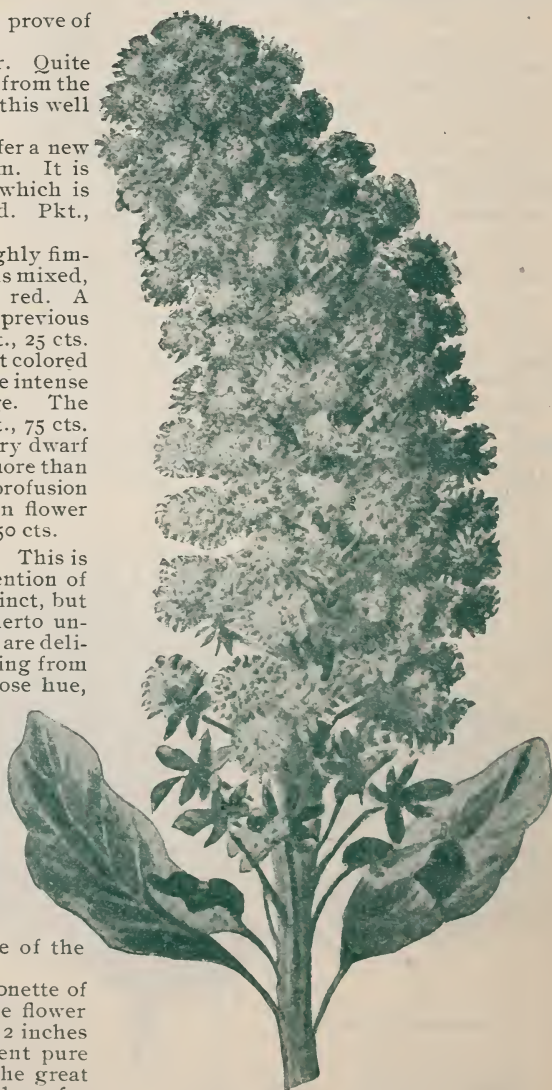 prove of
r. Quite
from the
this well
fer a new
m. It is
which is
d. Pkt.,
ghly fim-
s mixed,
red. A
previous
t., 25 cts.
t colored
e intense
re. The
t., 75 cts.
ry dwarf
more than
profusion
n flower
50 cts.
This is
ention of
inct, but
erto un-
are deli-
ing from
ose hue,
e of the
onette of
e flower
2 inches
ent pure
he great